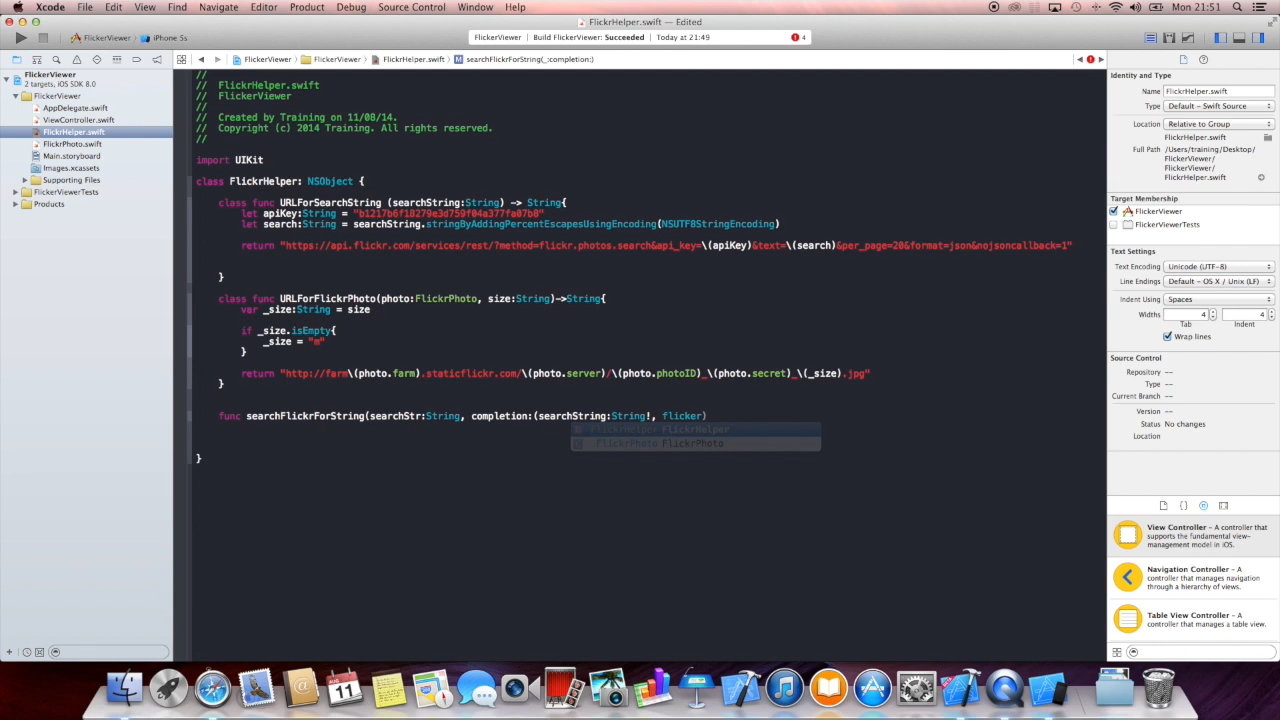 Xcode File Edit View Find Navigate Editor Product Debug Source Control Window Help Mon 21:51
FlickrHelper.swift — Edited
FlickerViewer iPhone 5s
FlickerViewer Build FlickerViewer: Succeeded Today at 21:49 4
FlickerViewer FlickerViewer FlickrHelper.swift searchFlickrForString(_:completion:)
FlickerViewer
2 targets, iOS SDK 8.0
FlickerViewer
AppDelegate.swift
ViewController.swift
FlickrHelper.swift
FlickrPhoto.swift
Main.storyboard
Images.xcassets
Supporting Files
FlickerViewerTests
Products
//
// FlickrHelper.swift
// FlickerViewer
//
// Created by Training on 11/08/14.
// Copyright (c) 2014 Training. All rights reserved.
//
import UIKit
class FlickrHelper: NSObject {
class func URLForSearchString (searchString:String) -> String{
let apiKey:String = "b1217b6f18279e3d759f04a377fa07b8"
let search:String = searchString.stringByAddingPercentEscapesUsingEncoding(NSUTF8StringEncoding)
return "https://api.flickr.com/services/rest/?method=flickr.photos.search&api_key=\(apiKey)&text=\(search)&per_page=20&format=json&nojsoncallback=1"
}
class func URLForFlickrPhoto(photo:FlickrPhoto, size:String)->String{
var _size:String = size
if _size.isEmpty{
_size = "m"
}
return "http://farm\(photo.farm).staticflickr.com/\(photo.server)/\(photo.photoID)_\(photo.secret)_\(_size).jpg"
}
func searchFlickrForString(searchStr:String, completion:(searchString:String!, flicker)
FlickrHelper FlickrHelper
FlickrPhoto FlickrPhoto
}
Identity and Type
Name FlickrHelper.swift
Type Default – Swift Source
Location Relative to Group
FlickrHelper.swift
Full Path /Users/training/Desktop/
FlickerViewer/
FlickerViewer/
FlickrHelper.swift
Target Membership
FlickerViewer
FlickerViewerTests
Text Settings
Text Encoding Unicode (UTF-8)
Line Endings Default – OS X / Unix (LF)
Indent Using Spaces
Widths 4 4
Tab Indent
Wrap lines
Source Control
Repository --
Type --
Current Branch --
Version --
Status No changes
Location
View Controller – A controller that
supports the fundamental view-
management model in iOS.
Navigation Controller – A
controller that manages navigation
through a hierarchy of views.
Table View Controller – A
controller that manages a table view.
AUG
11